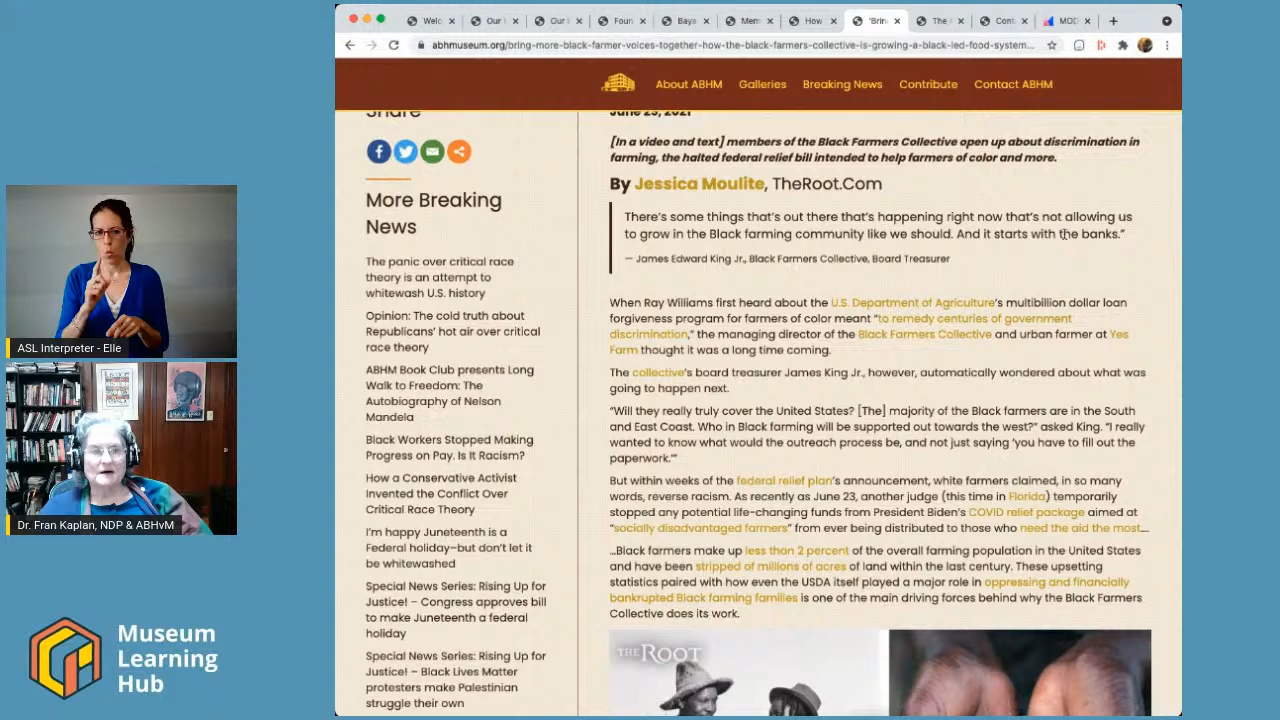 Welc
Our
Our
Foun
Baye
Mem
How
'Brin
The
Cont
MOD
abhmuseum.org/bring-more-black-farmer-voices-together-how-the-black-farmers-collective-is-growing-a-black-led-food-system...
About ABHM Galleries Breaking News Contribute Contact ABHM
Share
More Breaking
News
The panic over critical race
theory is an attempt to
whitewash U.S. history
Opinion: The cold truth about
Republicans' hot air over critical
race theory
ABHM Book Club presents Long
Walk to Freedom: The
Autobiography of Nelson
Mandela
Black Workers Stopped Making
Progress on Pay. Is It Racism?
How a Conservative Activist
Invented the Conflict Over
Critical Race Theory
I'm happy Juneteenth is a
Federal holiday–but don't let it
be whitewashed
Special News Series: Rising Up for
Justice! – Congress approves bill
to make Juneteenth a federal
holiday
Special News Series: Rising Up for
Justice! – Black Lives Matter
protesters make Palestinian
struggle their own
[In a video and text] members of the Black Farmers Collective open up about discrimination in
farming, the halted federal relief bill intended to help farmers of color and more.
By Jessica Moulite, TheRoot.Com
There's some things that's out there that's happening right now that's not allowing us
to grow in the Black farming community like we should. And it starts with the banks."
— James Edward King Jr., Black Farmers Collective, Board Treasurer
When Ray Williams first heard about the U.S. Department of Agriculture's multibillion dollar loan
forgiveness program for farmers of color meant "to remedy centuries of government
discrimination," the managing director of the Black Farmers Collective and urban farmer at Yes
Farm thought it was a long time coming.
The collective's board treasurer James King Jr., however, automatically wondered about what was
going to happen next.
"Will they really truly cover the United States? [The] majority of the Black farmers are in the South
and East Coast. Who in Black farming will be supported out towards the west?" asked King. "I really
wanted to know what would the outreach process be, and not just saying 'you have to fill out the
paperwork.'"
But within weeks of the federal relief plan's announcement, white farmers claimed, in so many
words, reverse racism. As recently as June 23, another judge (this time in Florida) temporarily
stopped any potential life-changing funds from President Biden's COVID relief package aimed at
"socially disadvantaged farmers" from ever being distributed to those who need the aid the most...
...Black farmers make up less than 2 percent of the overall farming population in the United States
and have been stripped of millions of acres of land within the last century. These upsetting
statistics paired with how even the USDA itself played a major role in oppressing and financially
bankrupted Black farming families is one of the main driving forces behind why the Black Farmers
Collective does its work.
THE ROOT
ASL Interpreter - Elle
Dr. Fran Kaplan, NDP & ABHvM
Museum
Learning
Hub